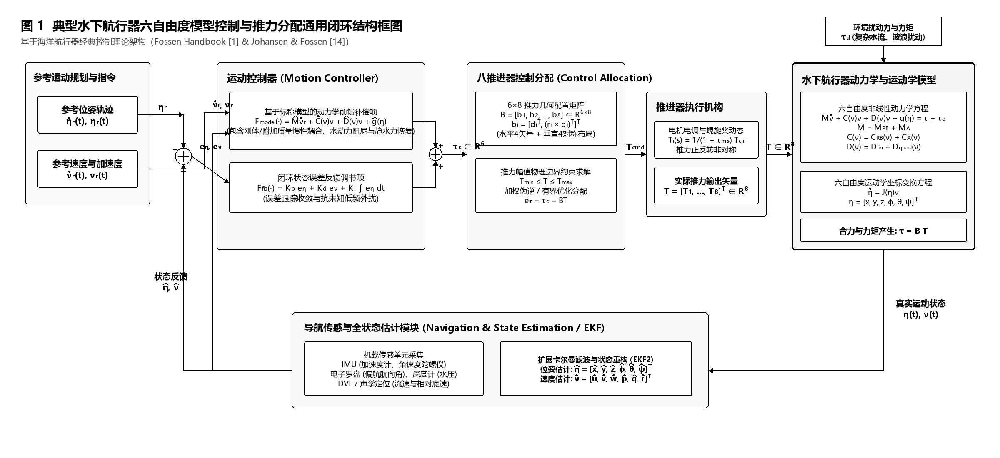 图 1 典型水下航行器六自由度模型控制与推力分配通用闭环结构框图
基于海洋航行器经典控制理论架构（Fossen Handbook [1] & Johansen & Fossen [14]）
环境扰动力与力矩
τd (复杂水流、波浪扰动)
参考运动规划与指令
参考位姿轨迹
η̇r(t), ηr(t)
参考速度与加速度
ν̇r(t), νr(t)
ηr
ν̇r, νr
eη, eν
+
−
运动控制器 (Motion Controller)
基于标称模型的动力学前馈补偿项
Fmodel(·) = M̂ν̇r + Ĉ(ν)ν + D̂(ν)ν + ĝ(η)
(包含刚体/附加质量惯性耦合、水动力阻尼与静水力恢复)
闭环状态误差反馈调节项
Ffb(·) = Kp eη + Kd eν + Ki ∫ eη dt
(误差跟踪收敛与抗未知低频外扰)
+
+
τc ∈ R⁶
八推进器控制分配 (Control Allocation)
6×8 推力几何配置矩阵
B = [b1, b2, ..., b8] ∈ R⁶ˣ⁸
bi = [diᵀ, (ri × di)ᵀ]ᵀ
(水平4矢量 + 垂直4对称布局)
推力幅值物理边界约束求解
Tmin ≤ T ≤ Tmax
加权伪逆 / 有界优化分配
eτ = τc − BT
Tcmd
推进器执行机构
电机电调与螺旋桨动态
Ti(s) = 1/(1 + τms) Tc,i
推力正反转非对称
实际推力输出矢量
T = [T1, ..., T8]ᵀ ∈ R⁸
T ∈ R⁸
水下航行器动力学与运动学模型
六自由度非线性动力学方程
Mν̇ + C(ν)ν + D(ν)ν + g(η) = τ + τd
M = MRB + MA
C(ν) = CRB(ν) + CA(ν)
D(ν) = Dlin + Dquad(ν)
六自由度运动学坐标变换方程
η̇ = J(η)ν
η = [x, y, z, ϕ, θ, ψ]ᵀ
合力与力矩产生: τ = B T
状态反馈
η̂, ν̂
真实运动状态
η(t), ν(t)
导航传感与全状态估计模块 (Navigation & State Estimation / EKF)
机载传感单元采集
IMU (加速度计、角速度陀螺仪)
电子罗盘 (偏航航向角)、深度计 (水压)
DVL / 声学定位 (流速与相对底速)
扩展卡尔曼滤波与状态重构 (EKF2)
位姿估计: η̂ = [x̂, ŷ, ẑ, ϕ̂, θ̂, ψ̂]ᵀ
速度估计: ν̂ = [û, v̂, ŵ, p̂, q̂, r̂]ᵀ